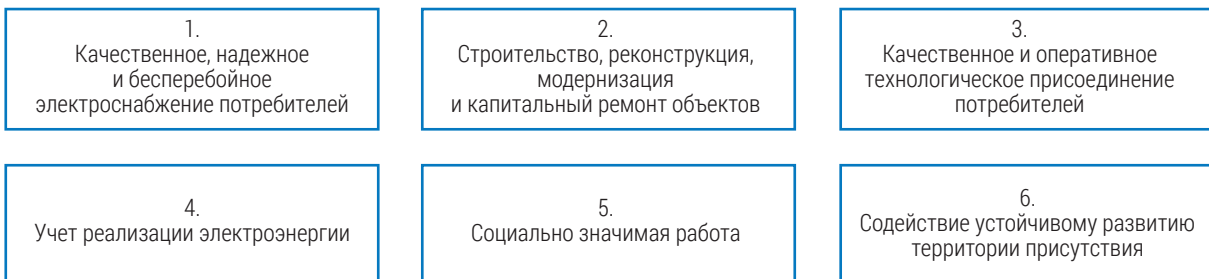 1.
Качественное, надежное
и бесперебойное
электроснабжение потребителей
2.
Строительство, реконструкция,
модернизация
и капитальный ремонт объектов
3.
Качественное и оперативное
технологическое присоединение
потребителей
4.
Учет реализации электроэнергии
5.
Социально значимая работа
6.
Содействие устойчивому развитию
территории присутствия